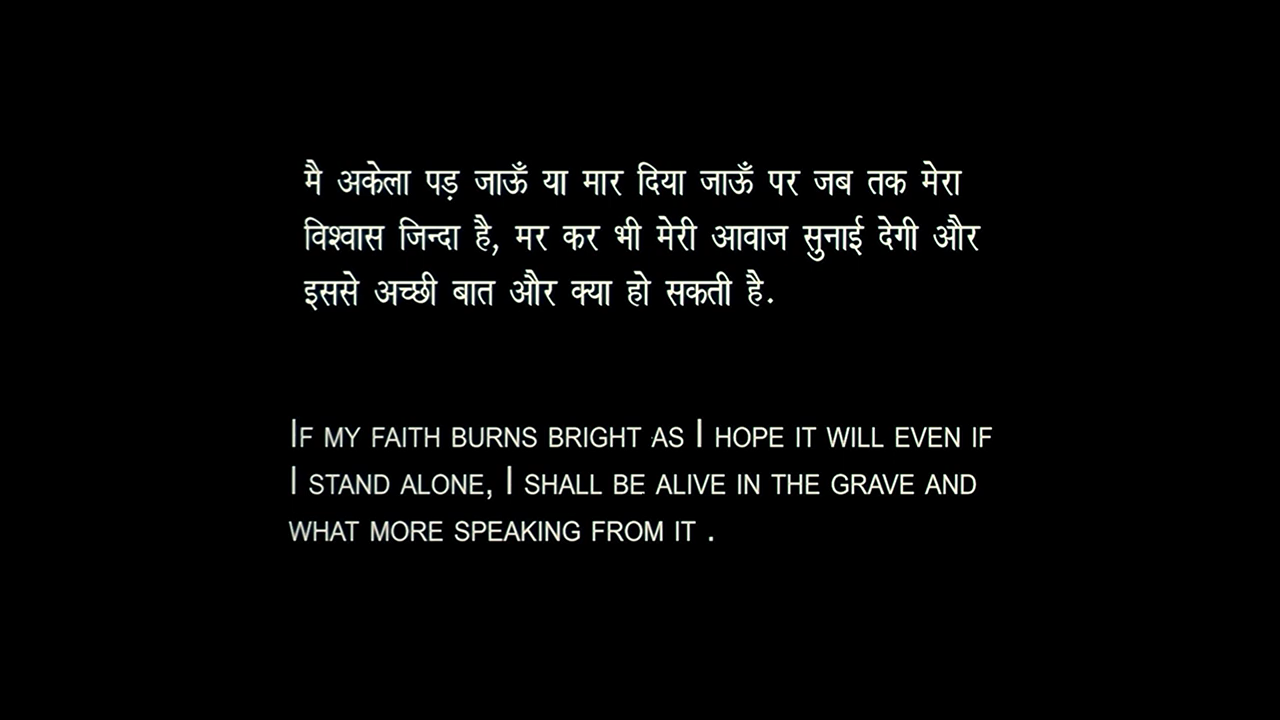 मै अकेला पड़ जाऊँ या मार दिया जाऊँ पर जब तक मेरा
विश्वास जिन्दा है, मर कर भी मेरी आवाज सुनाई देगी और
इससे अच्छी बात और क्या हो सकती है.
If my faith burns bright as I hope it will even if
I stand alone, I shall be alive in the grave and
what more speaking from it .